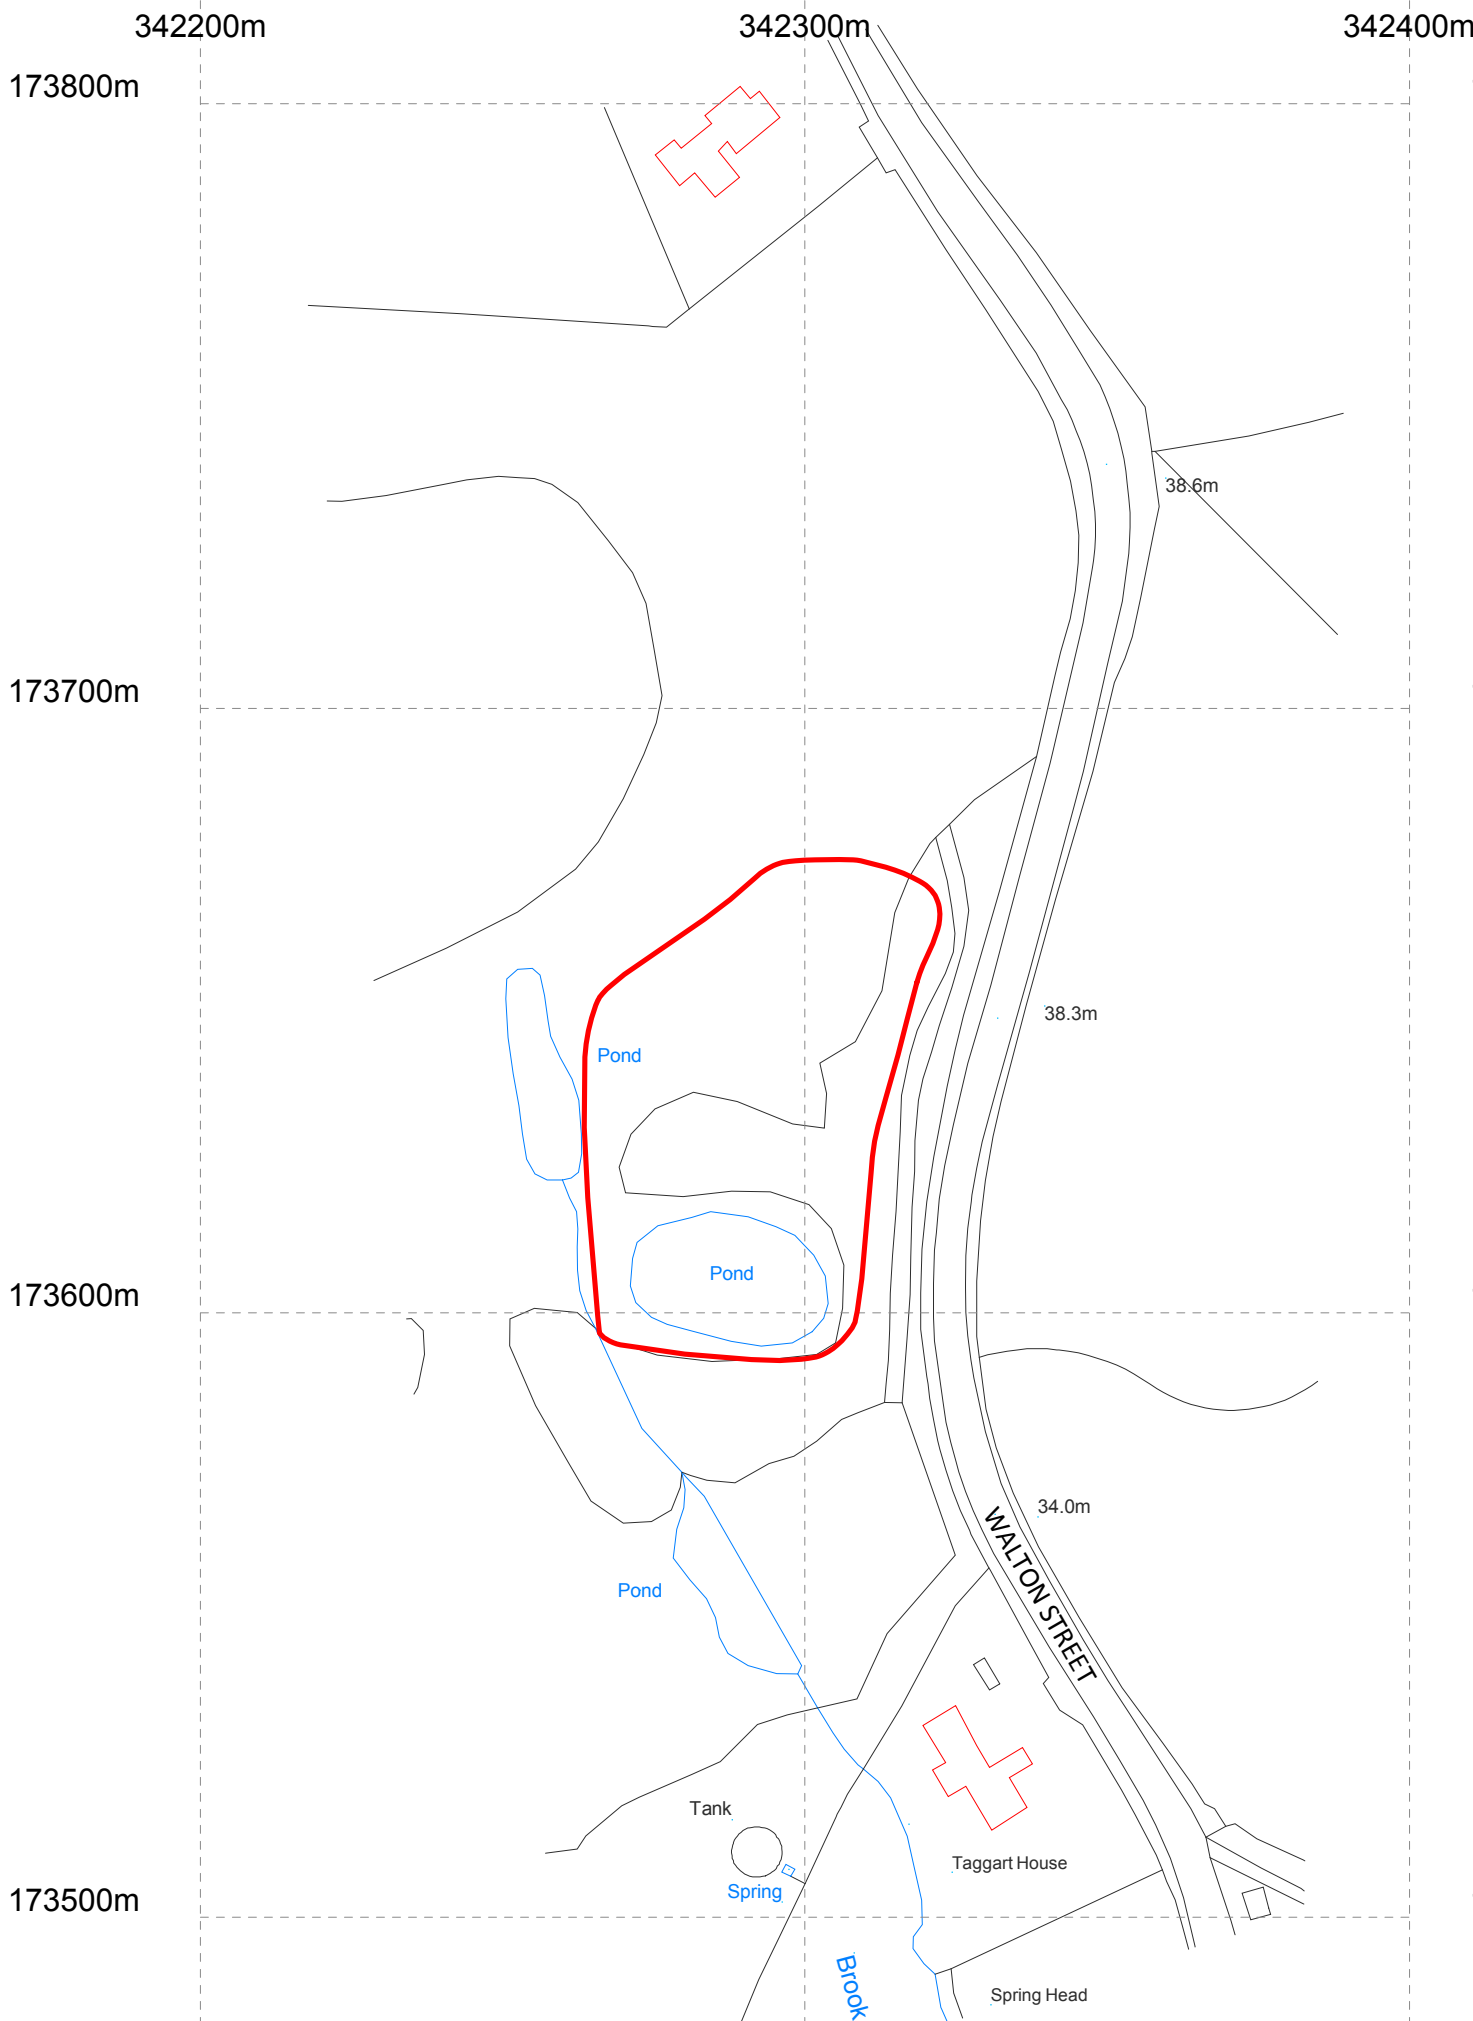 342200m
342300m
342400m
173800m
38.6m
173700m
38.3m
Pond
Pond
173600m
34.0m
WALTON STREET
Pond
Tank
Taggart House
Spring
173500m
Brook
Spring Head